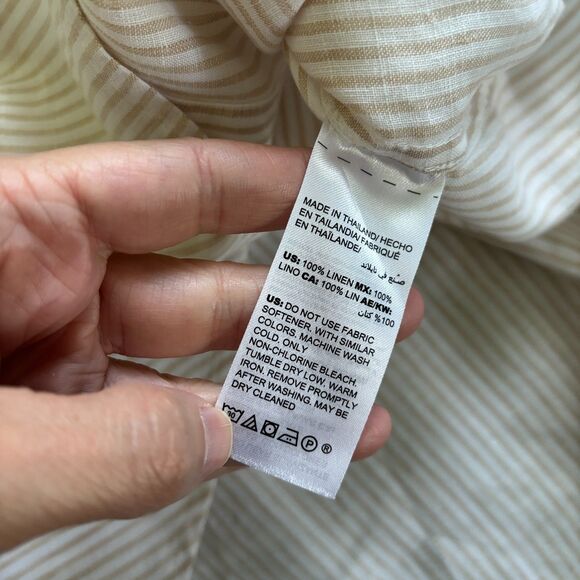 MADE IN THAILAND/ HECHO
EN TAILANDIA/ FABRIQUÉ
EN THAÏLANDE/
صنع في تايلاند
US: 100% LINEN MX: 100%
LINO CA: 100% LIN AE/KW:
100% كتان
US: DO NOT USE FABRIC
SOFTENER. WITH SIMILAR
COLORS. MACHINE WASH
COLD. ONLY
NON-CHLORINE BLEACH.
TUMBLE DRY LOW. WARM
IRON. REMOVE PROMPTLY
AFTER WASHING. MAY BE
DRY CLEANED
P ®